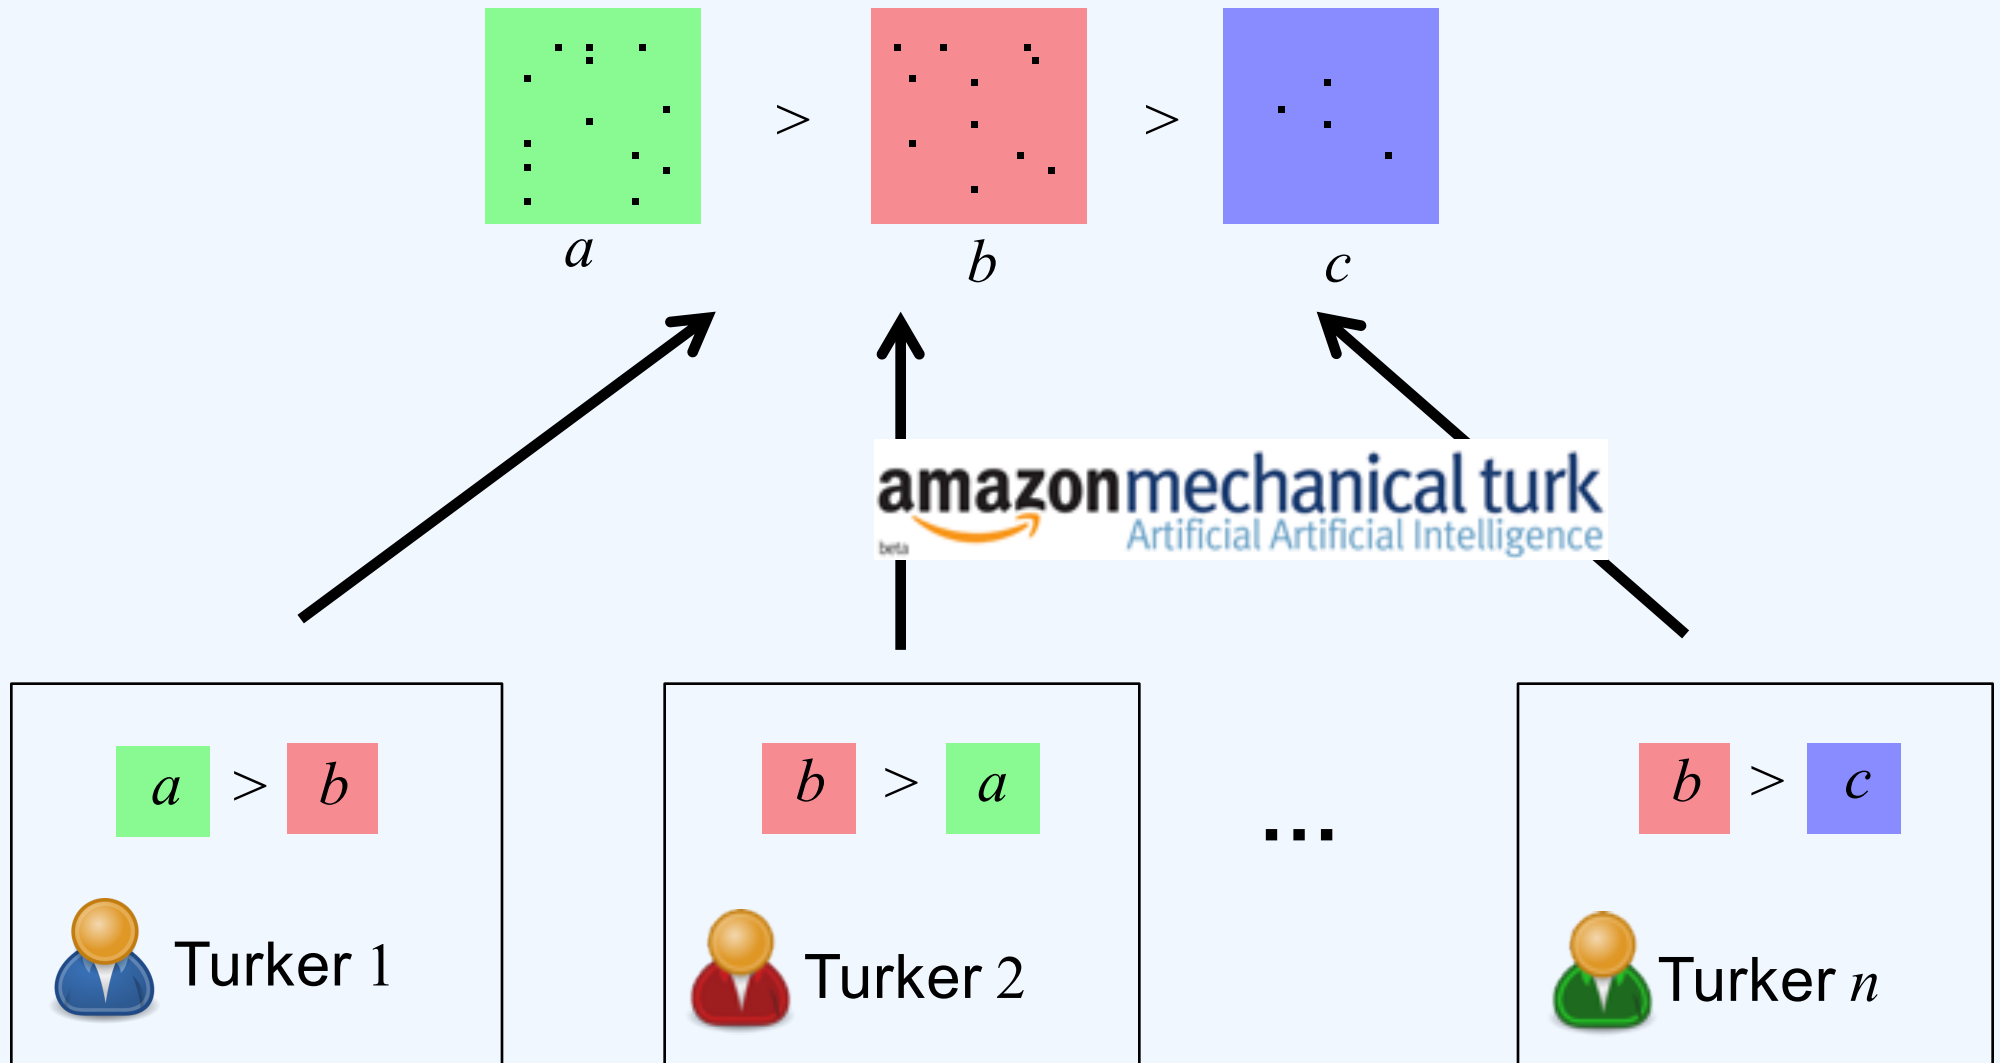 > >
a b c
amazonmechanical turk
beta Artificial Artificial Intelligence
a > b
b > a
...
b > c
Turker 1
Turker 2
Turker n